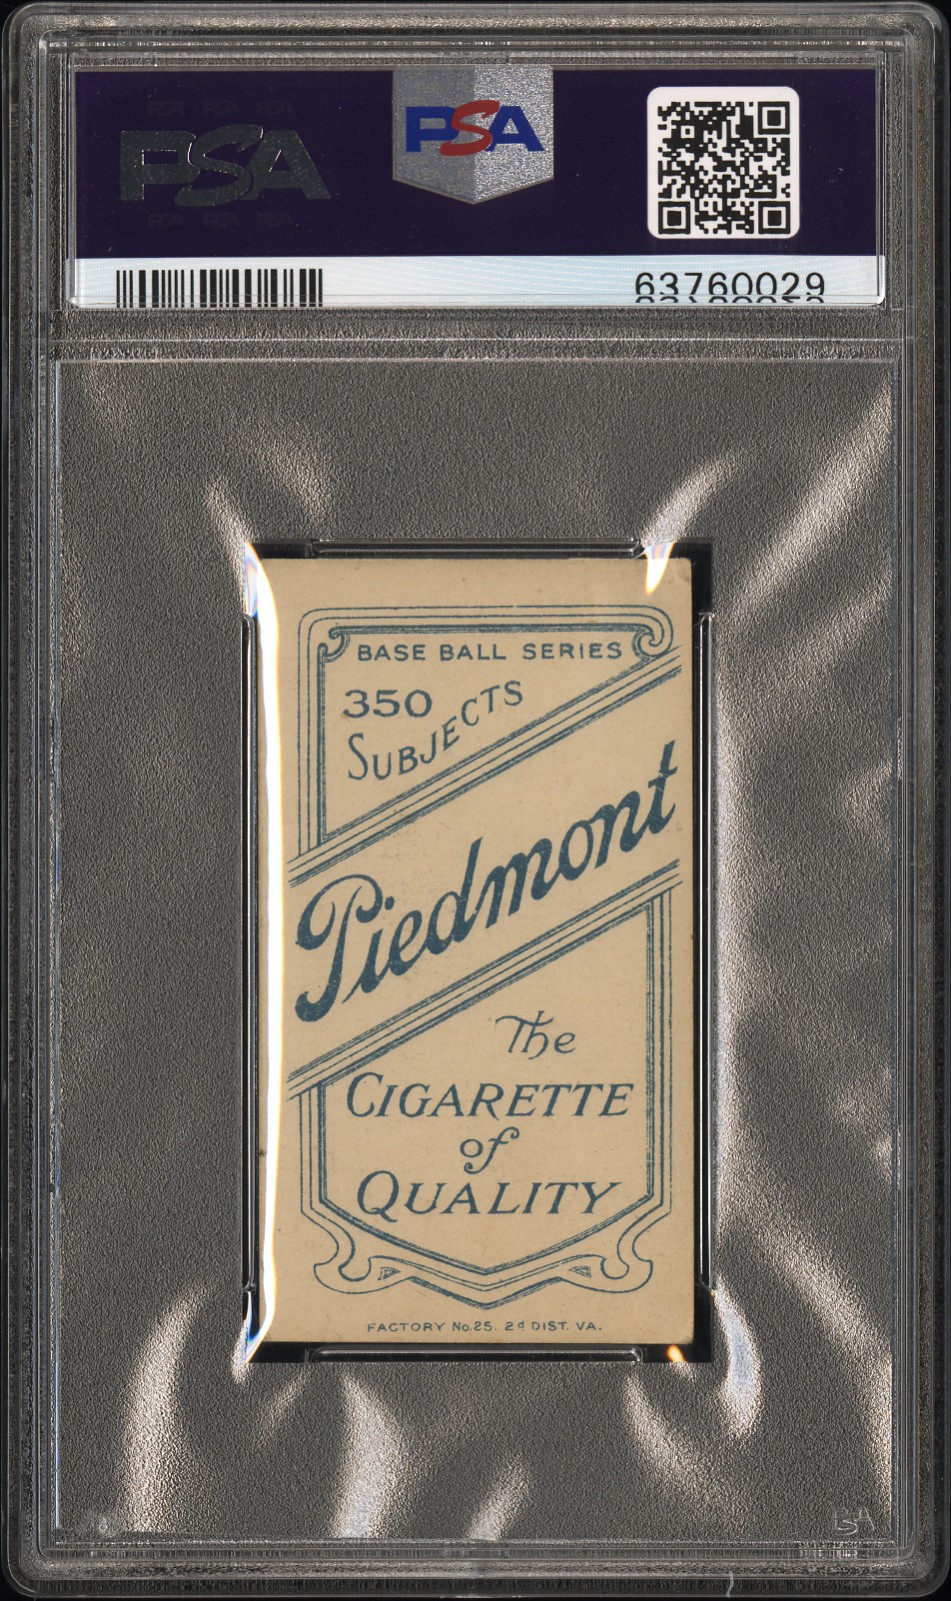 PSA
PSA
63760029
BASE BALL SERIES
350
SUBJECTS
Piedmont
The
CIGARETTE
of
QUALITY
FACTORY No. 25. 2d DIST. VA.
PSA